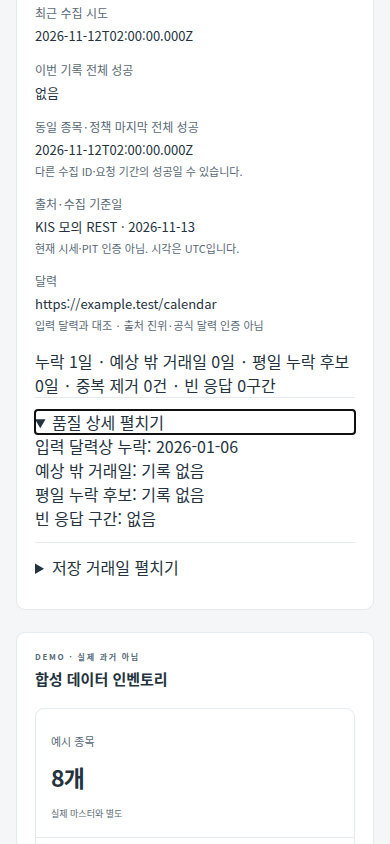 최근 수집 시도
2026-11-12T02:00:00.000Z
이번 기록 전체 성공
없음
동일 종목·정책 마지막 전체 성공
2026-11-12T02:00:00.000Z
다른 수집 ID·요청 기간의 성공일 수 있습니다.
출처·수집 기준일
KIS 모의 REST · 2026-11-13
현재 시세·PIT 인증 아님. 시각은 UTC입니다.
달력
https://example.test/calendar
입력 달력과 대조 · 출처 진위·공식 달력 인증 아님
누락 1일 · 예상 밖 거래일 0일 · 평일 누락 후보
0일 · 중복 제거 0건 · 빈 응답 0구간
▼ 품질 상세 펼치기
입력 달력상 누락: 2026-01-06
예상 밖 거래일: 기록 없음
평일 누락 후보: 기록 없음
빈 응답 구간: 없음
▶ 저장 거래일 펼치기
DEMO · 실제 과거 아님
합성 데이터 인벤토리
예시 종목
8개
실제 마스터와 별도